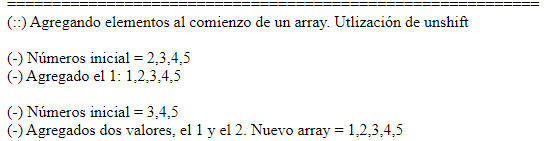 ============================================================
(::) Agregando elementos al comienzo de un array. Utlización de unshift
(-) Números inicial = 2,3,4,5
(-) Agregado el 1: 1,2,3,4,5
(-) Números inicial = 3,4,5
(-) Agregados dos valores, el 1 y el 2. Nuevo array = 1,2,3,4,5